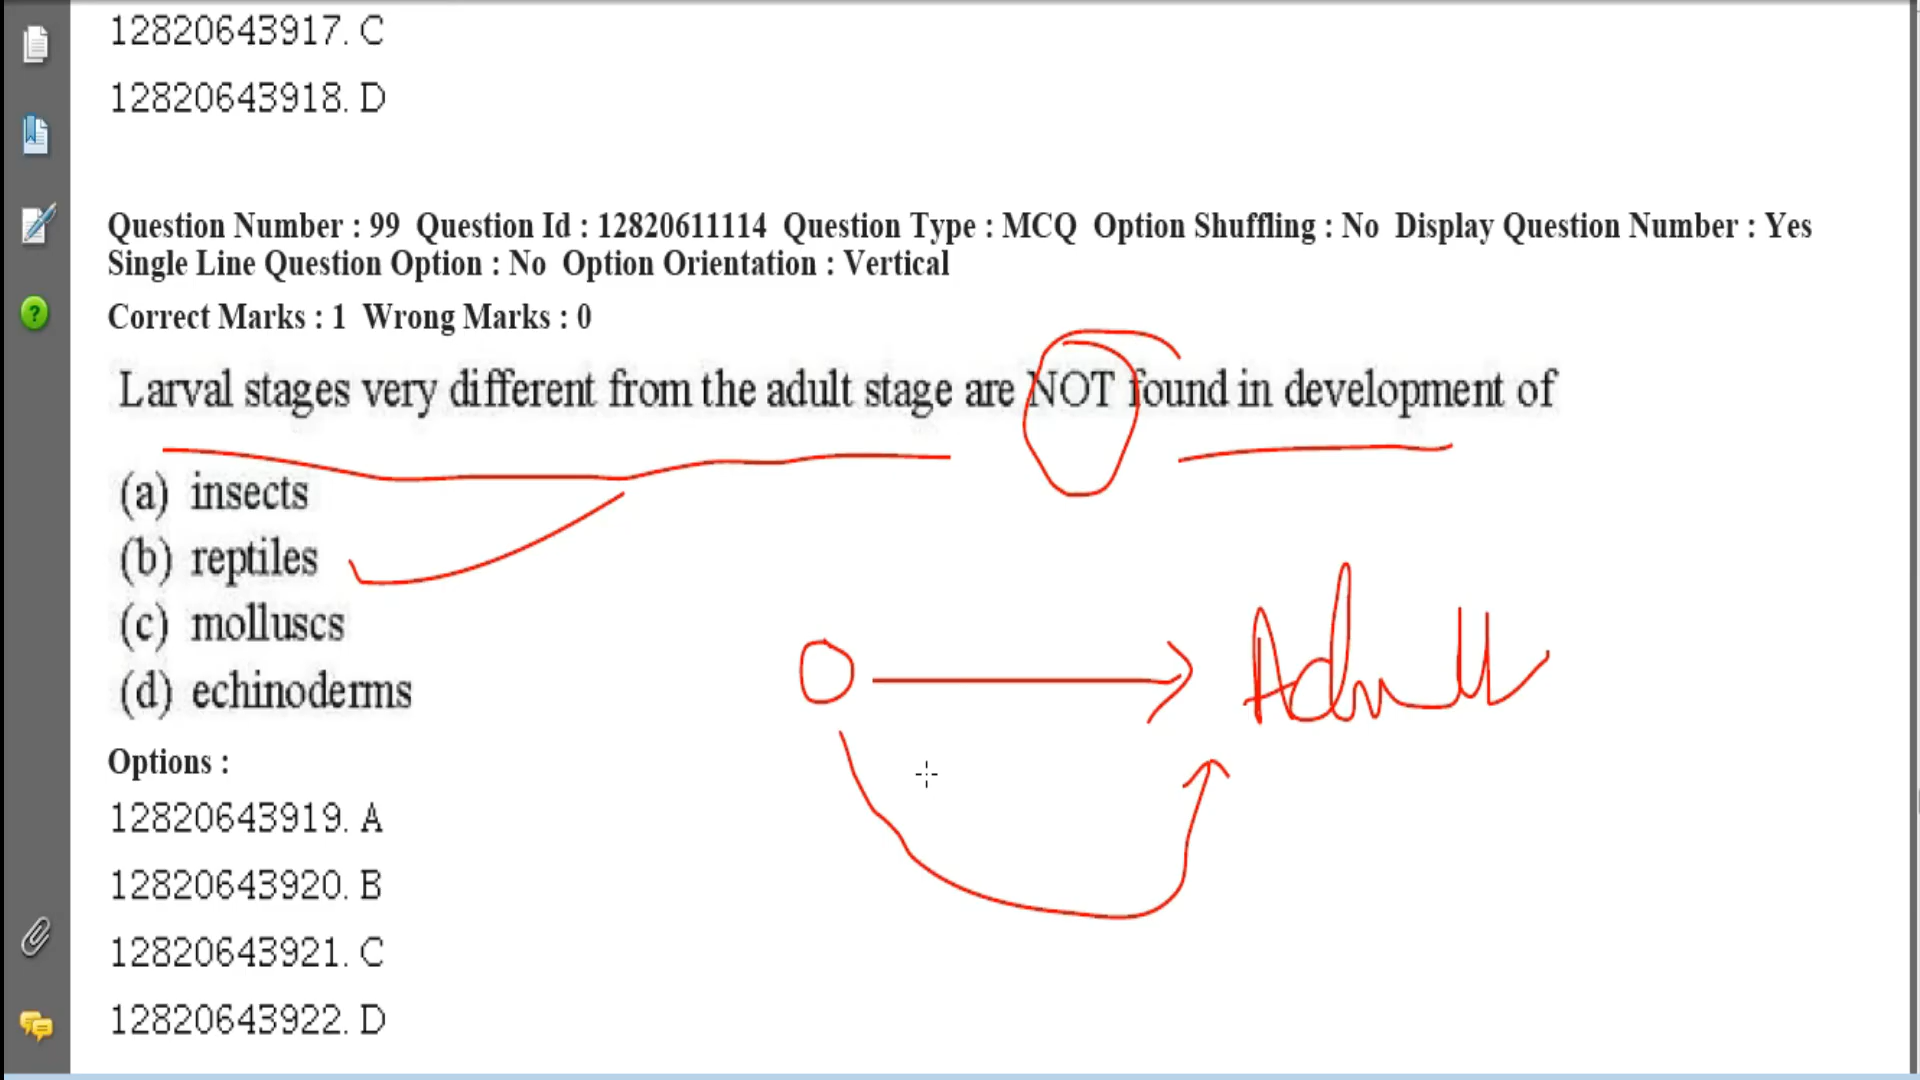 12820643917. C
12820643918. D
Question Number : 99 Question Id : 12820611114 Question Type : MCQ Option Shuffling : No Display Question Number : Yes
Single Line Question Option : No Option Orientation : Vertical
Correct Marks : 1 Wrong Marks : 0
Larval stages very different from the adult stage are NOT found in development of
(a) insects
(b) reptiles
(c) molluscs
(d) echinoderms
Adult
Options :
12820643919. A
12820643920. B
12820643921. C
12820643922. D